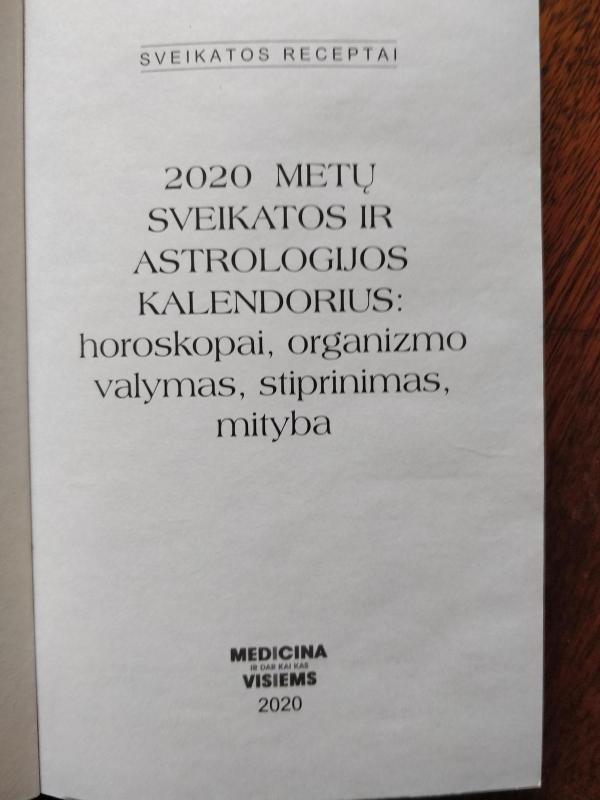 SVEIKATOS RECEPTAI
2020 METŲ
SVEIKATOS IR
ASTROLOGIJOS
KALENDORIUS:
horoskopai, organizmo
valymas, stiprinimas,
mityba
MEDICINA
IR DAR KAI KAS
VISIEMS
2020